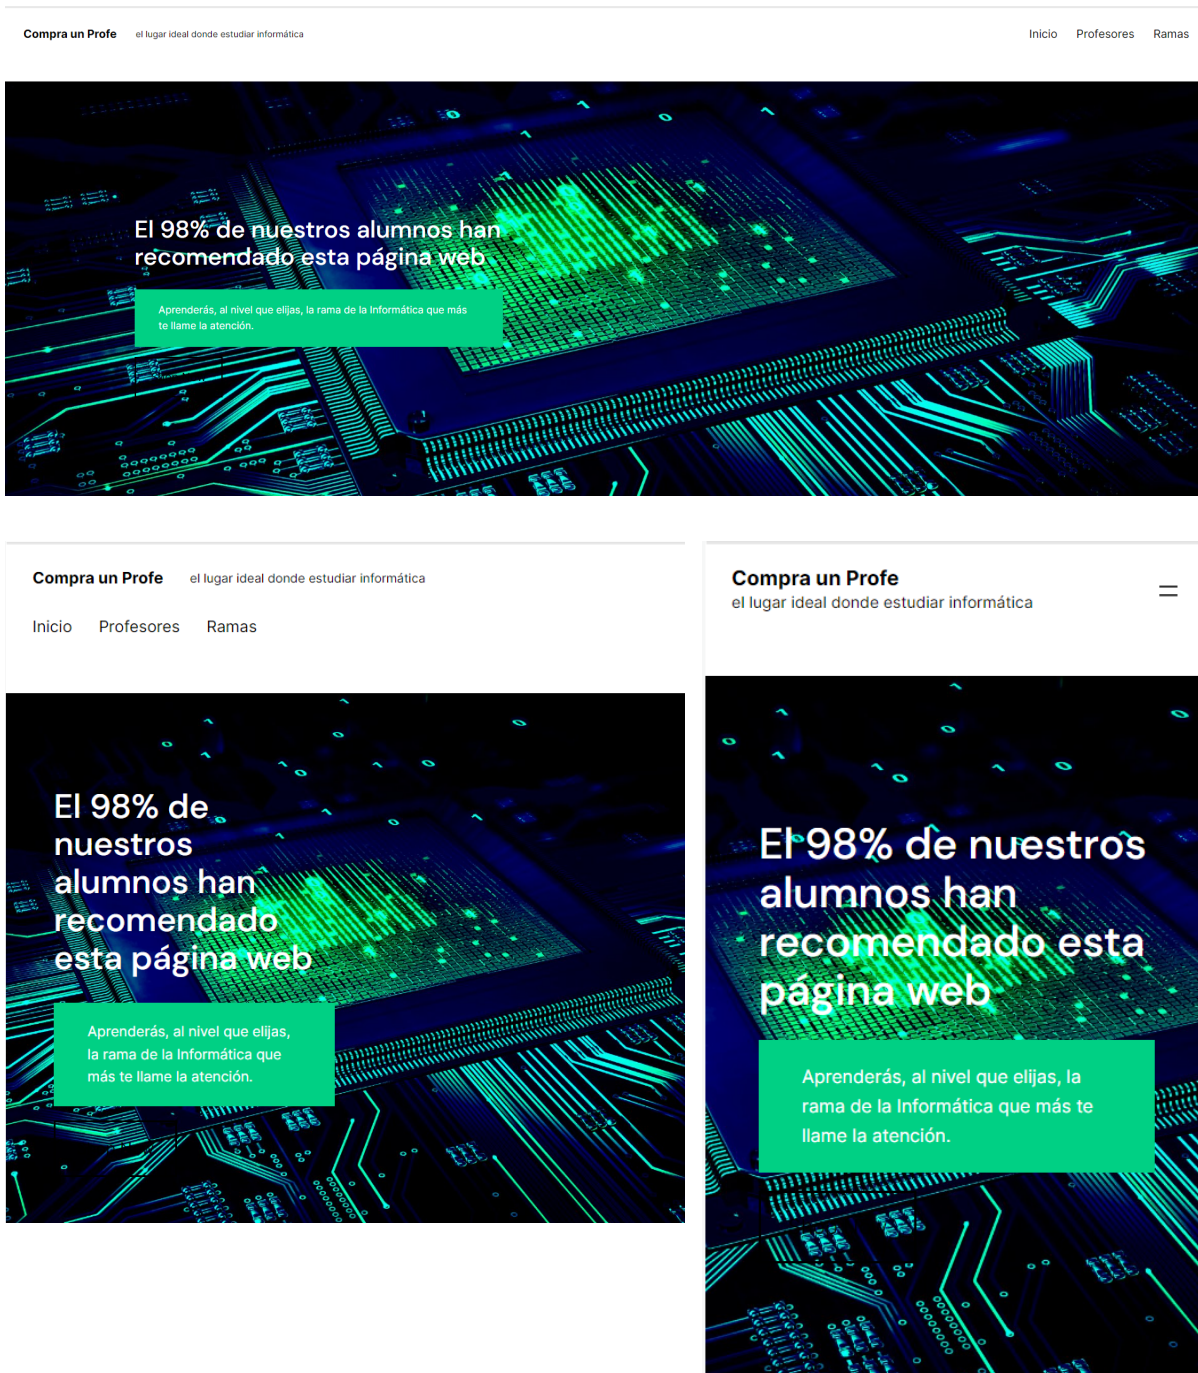 Compra un Profe el lugar ideal donde estudiar informática Inicio Profesores Ramas
El 98% de nuestros alumnos han
recomendado esta página web
Aprenderás, al nivel que elijas, la rama de la Informática que más
te llame la atención.
Compra un Profe el lugar ideal donde estudiar informática
Inicio Profesores Ramas
El 98% de
nuestros
alumnos han
recomendado
esta página web
Aprenderás, al nivel que elijas,
la rama de la Informática que
más te llame la atención.
Compra un Profe
el lugar ideal donde estudiar informática
El 98% de nuestros
alumnos han
recomendado esta
página web
Aprenderás, al nivel que elijas, la
rama de la Informática que más te
llame la atención.